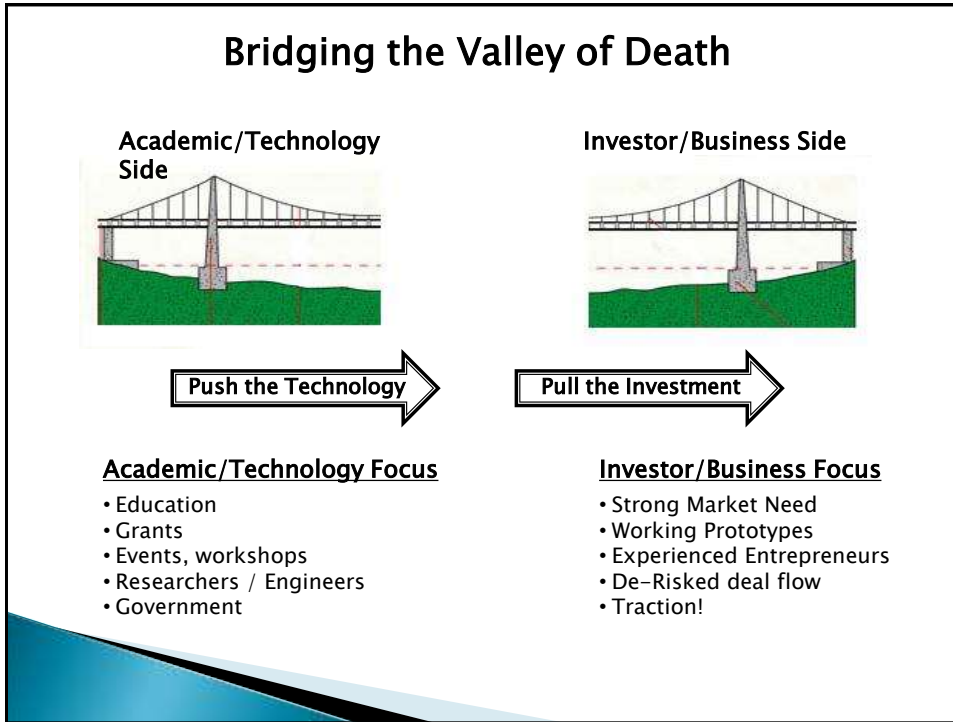 Bridging the Valley of Death
Academic/Technology
Side
Investor/Business Side
Push the Technology
Pull the Investment
Academic/Technology Focus
• Education
• Grants
• Events, workshops
• Researchers / Engineers
• Government
Investor/Business Focus
• Strong Market Need
• Working Prototypes
• Experienced Entrepreneurs
• De-Risked deal flow
• Traction!